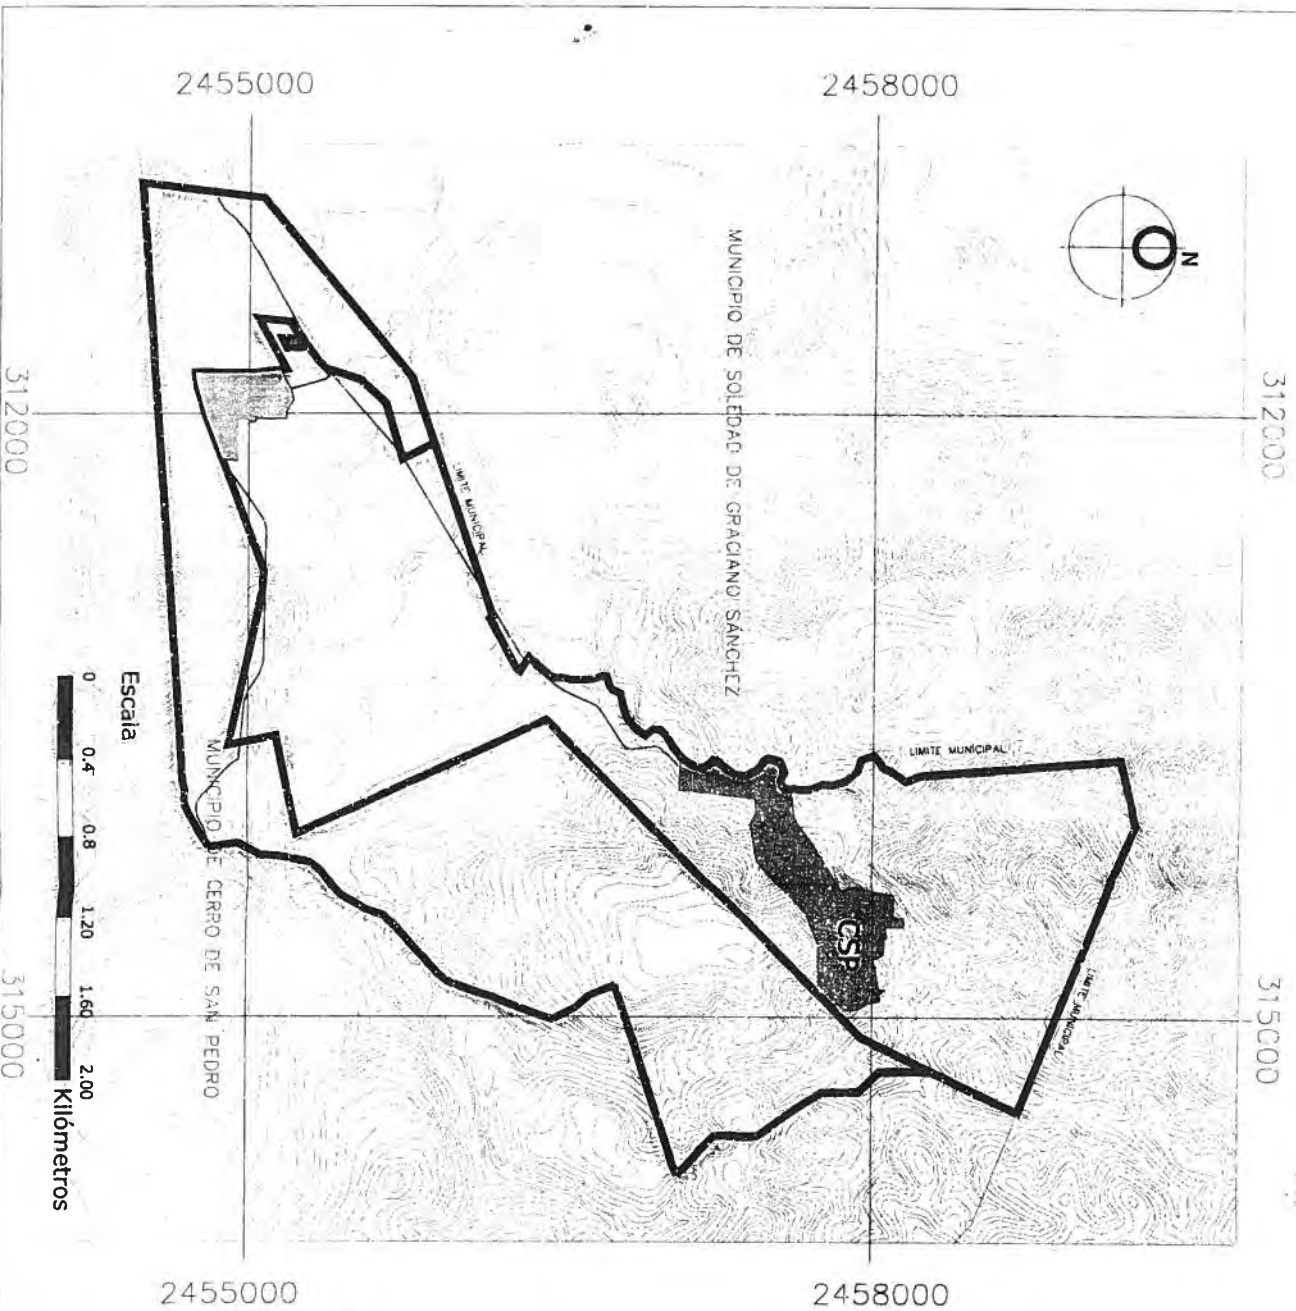 2455000
2458000
N
312000
312000
MUNICIPIO DE SOLEDAD DE GRACIANO SÁNCHEZ
LIMITE MUNICIPAL
LIMITE MUNICIPAL
LIMITE MUNICIPAL
CSP
MUNICIPIO DE CERRO DE SAN PEDRO
Escala
0 0.4 0.8 1.20 1.60 2.00
Kilómetros
315000
315000
2455000
2458000